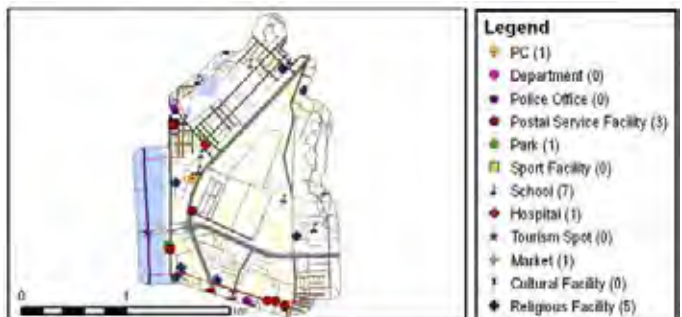 Legend
PC (1)
Department (0)
Police Office (0)
Postal Service Facility (3)
Park (1)
Sport Facility (0)
School (7)
Hospital (1)
Tourism Spot (0)
Market (1)
Cultural Facility (0)
Religious Facility (5)
0 1